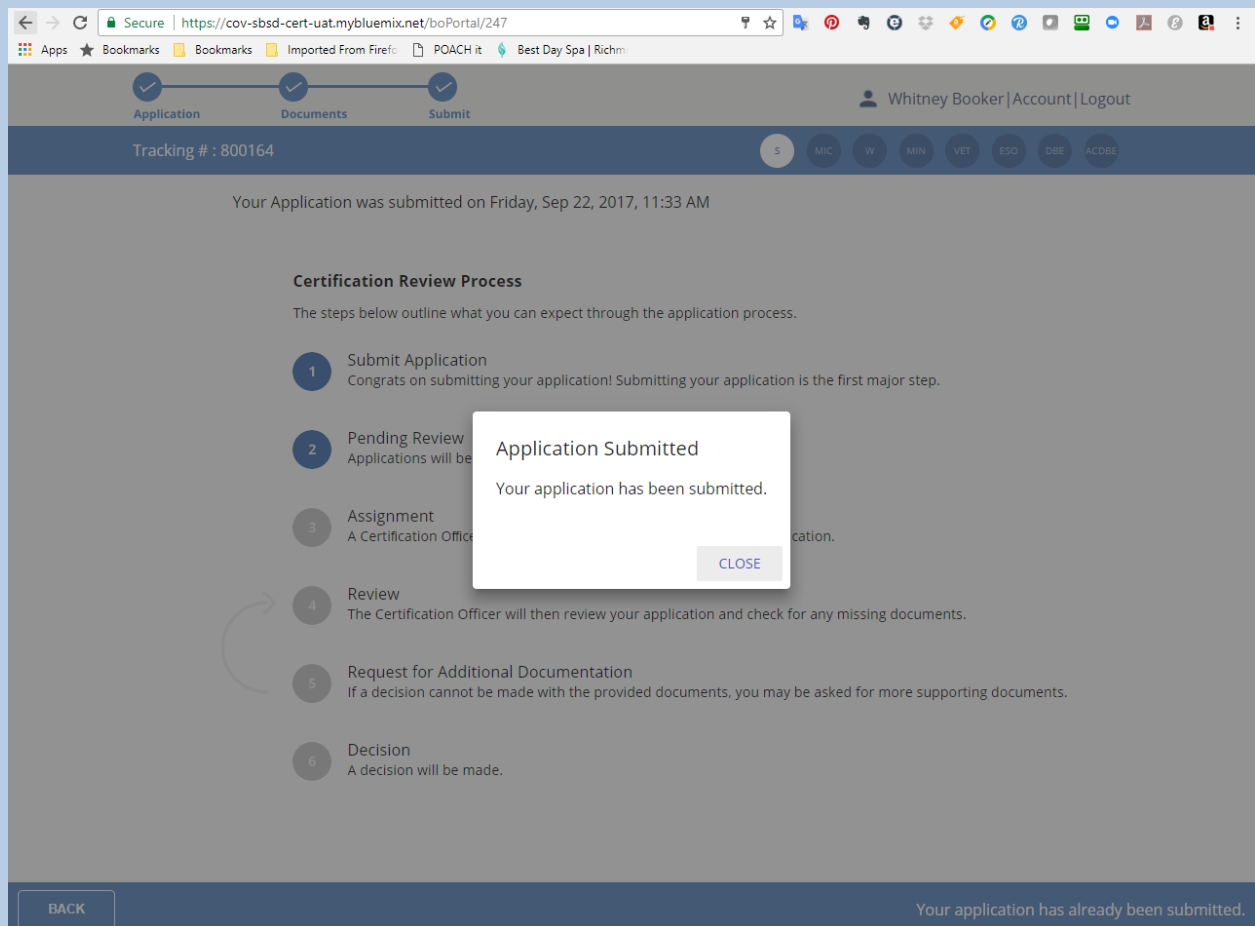 Secure | https://cov-sbsd-cert-uat.mybluemix.net/boPortal/247
Apps Bookmarks Bookmarks Imported From Firefo POACH it Best Day Spa | Richm
Application Documents Submit
Whitney Booker|Account|Logout
Tracking # : 800164
S MIC W MIN VET ESO DBE ACDBE
Your Application was submitted on Friday, Sep 22, 2017, 11:33 AM
Certification Review Process
The steps below outline what you can expect through the application process.
1 Submit Application
Congrats on submitting your application! Submitting your application is the first major step.
2 Pending Review
Applications will be
Application Submitted
Your application has been submitted.
CLOSE
3 Assignment
A Certification Office
cation.
4 Review
The Certification Officer will then review your application and check for any missing documents.
5 Request for Additional Documentation
If a decision cannot be made with the provided documents, you may be asked for more supporting documents.
6 Decision
A decision will be made.
BACK
Your application has already been submitted.